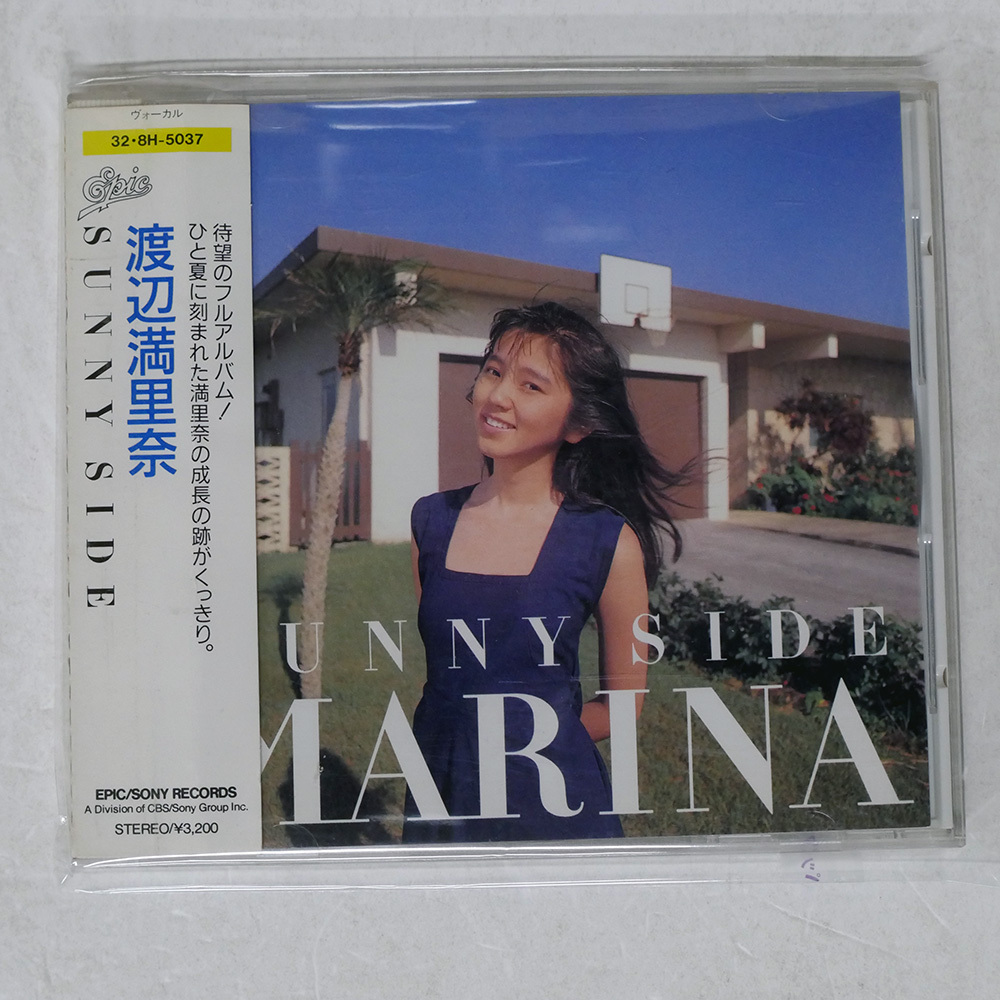 ヴォーカル
32・8H-5037
Epic
SUNNY SIDE
渡辺満里奈
待望のフルアルバム!
ひと夏に刻まれた満里奈の成長の跡がくっきり。
EPIC/SONY RECORDS
A Division of CBS/Sony Group Inc.
STEREO/¥3,200
UNNY SIDE
MARINA